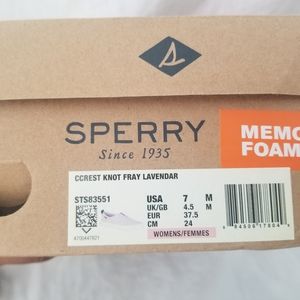 SPERRY
Since 1935
MEMO
FOAM
CCREST KNOT FRAY LAVENDAR
STS83551
USA 7 M
UK/GB 4.5 M
EUR 37.5
CM 24
WOMENS/FEMMES